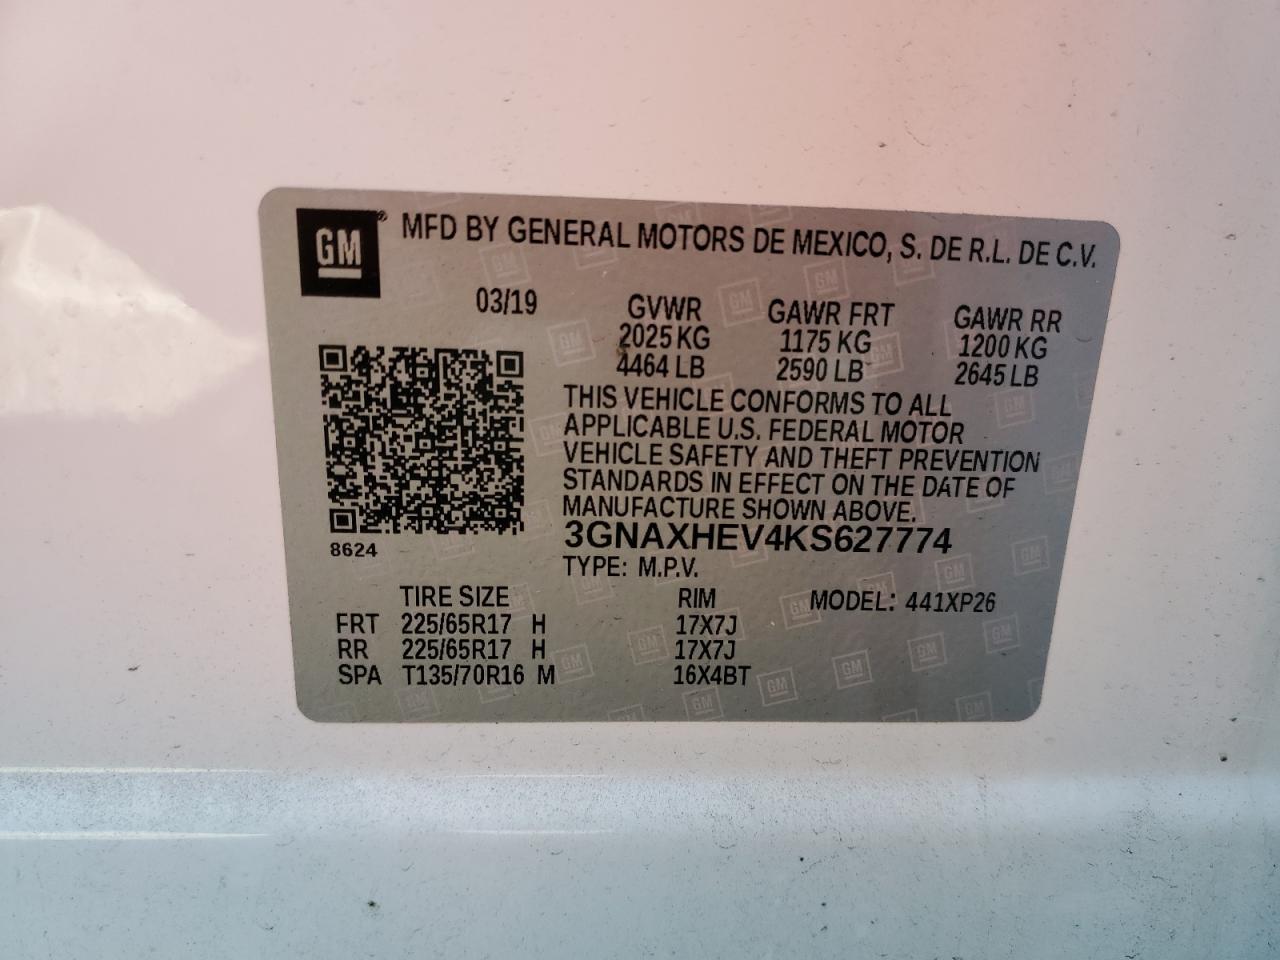 GM® MFD BY GENERAL MOTORS DE MEXICO, S. DE R.L. DE C.V.
03/19 GVWR GAWR FRT GAWR RR
2025 KG 1175 KG 1200 KG
4464 LB 2590 LB 2645 LB
THIS VEHICLE CONFORMS TO ALL
APPLICABLE U.S. FEDERAL MOTOR
VEHICLE SAFETY AND THEFT PREVENTION
STANDARDS IN EFFECT ON THE DATE OF
MANUFACTURE SHOWN ABOVE.
3GNAXHEV4KS627774
8624
TYPE: M.P.V.
TIRE SIZE RIM MODEL: 441XP26
FRT 225/65R17 H 17X7J
RR 225/65R17 H 17X7J
SPA T135/70R16 M 16X4BT